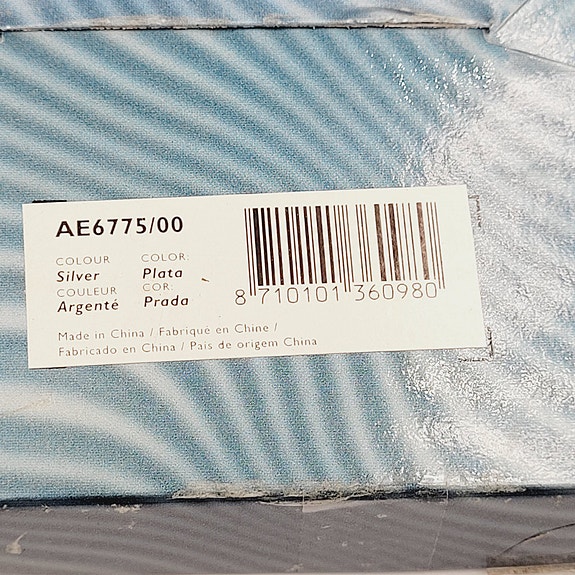 AE6775/00
COLOUR COLOR:
Silver Plata
COULEUR COR:
Argenté Prada
8 710101 360980
Made in China / Fabriqué en Chine /
Fabricado en China / Pais de origem China